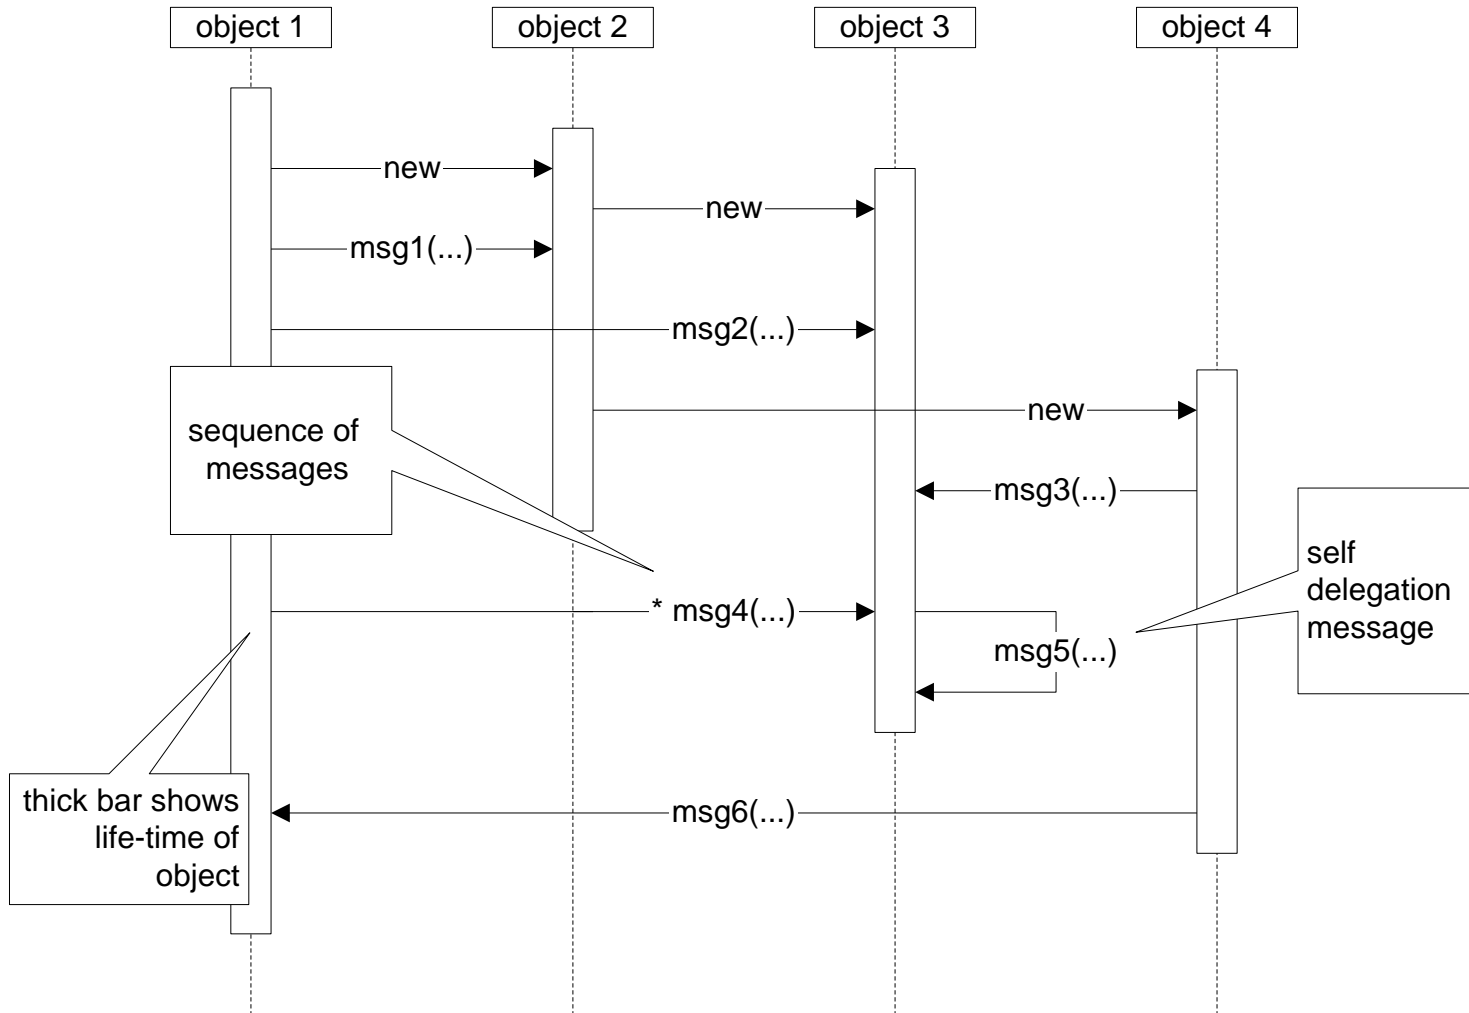 object 1
object 2
object 3
object 4
new
new
msg1(...)
msg2(...)
new
sequence of
messages
msg3(...)
self
delegation
message
* msg4(...)
msg5(...)
thick bar shows
life-time of
object
msg6(...)